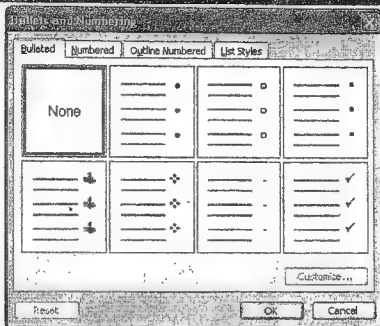 Bullets and Numbering
Bulleted Numbered Outline Numbered List Styles
None
Customize...
Reset OK Cancel